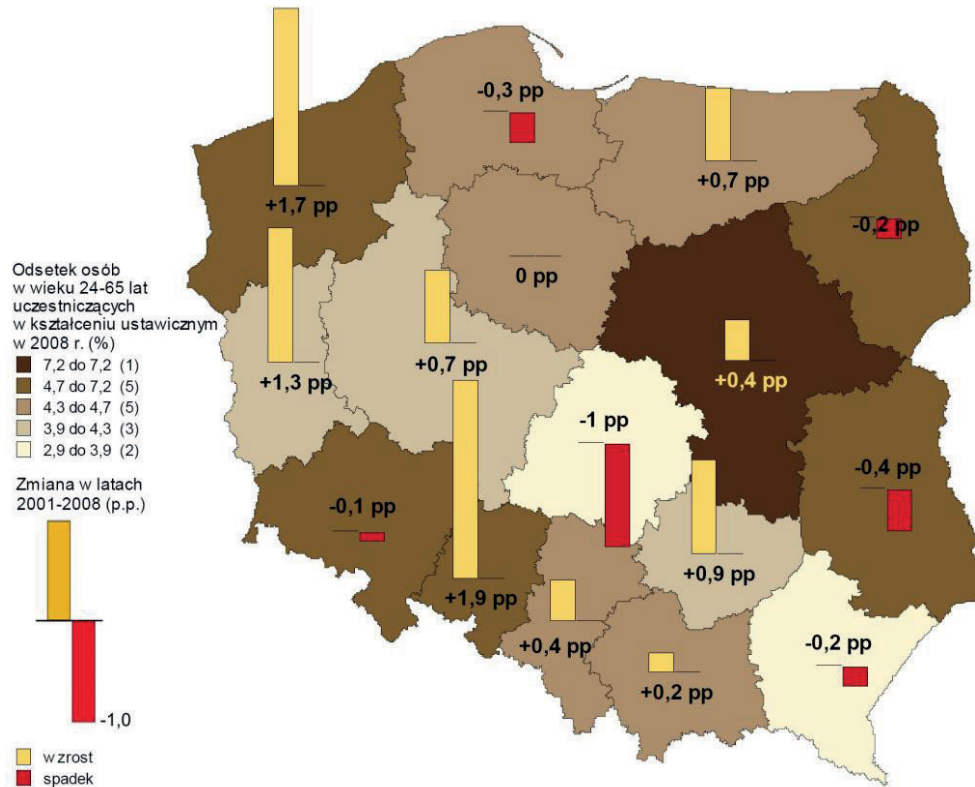 -0,3 pp
+0,7 pp
+1,7 pp
-0,2 pp
0 pp
Odsetek osób
w wieku 24-65 lat
uczestniczących
w kształceniu ustawicznym
w 2008 r. (%)
7,2 do 7,2 (1)
4,7 do 7,2 (5)
4,3 do 4,7 (5)
3,9 do 4,3 (3)
2,9 do 3,9 (2)
+1,3 pp
+0,7 pp
+0,4 pp
-1 pp
-0,4 pp
Zmiana w latach
2001-2008 (p.p.)
-0,1 pp
+0,9 pp
+1,9 pp
+0,4 pp
-0,2 pp
+0,2 pp
-1,0
wzrost
spadek